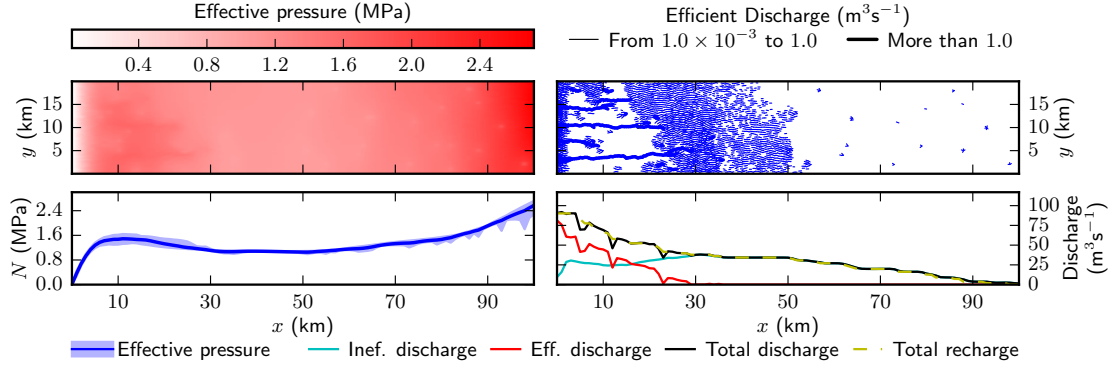 Effective pressure (MPa)
0.4 0.8 1.2 1.6 2.0 2.4
Efficient Discharge (m³s⁻¹)
From 1.0 × 10⁻³ to 1.0 More than 1.0
15
10
5
y (km)
15
10
5
y (km)
2.4
1.6
0.8
0.0
N (MPa)
10 30 50 70 90
x (km)
100
75
50
25
0
Discharge
(m³s⁻¹)
10 30 50 70 90
x (km)
Effective pressure Inef. discharge Eff. discharge Total discharge Total recharge